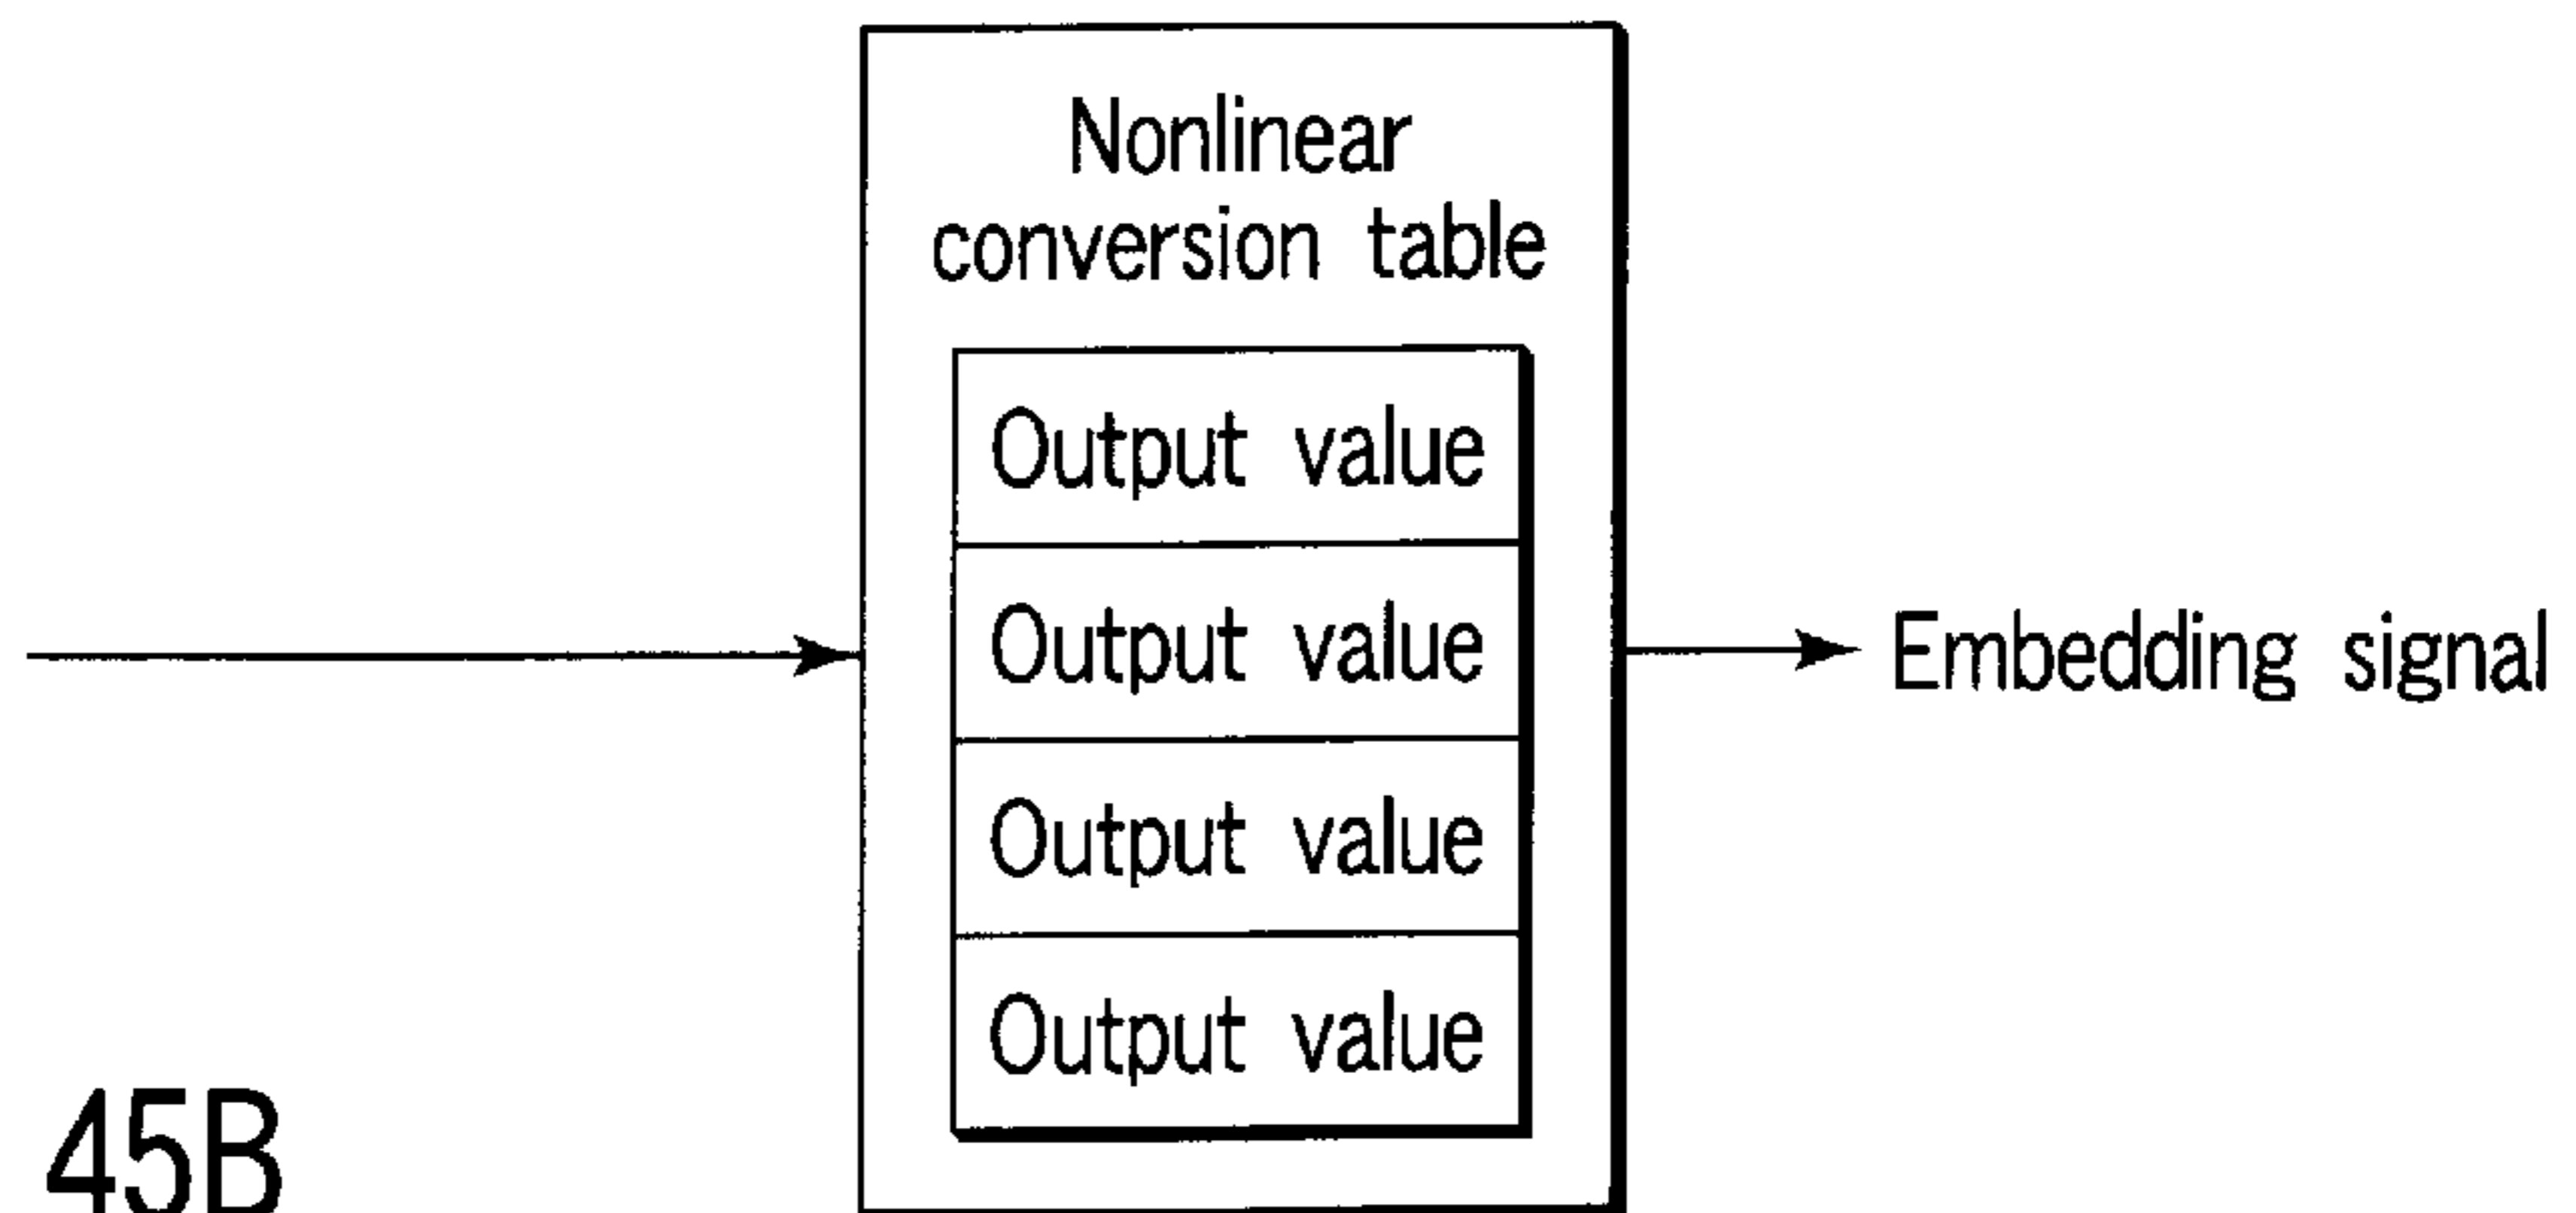 Nonlinear
conversion table
Output value
Output value
Embedding signal
Output value
Output value
45B